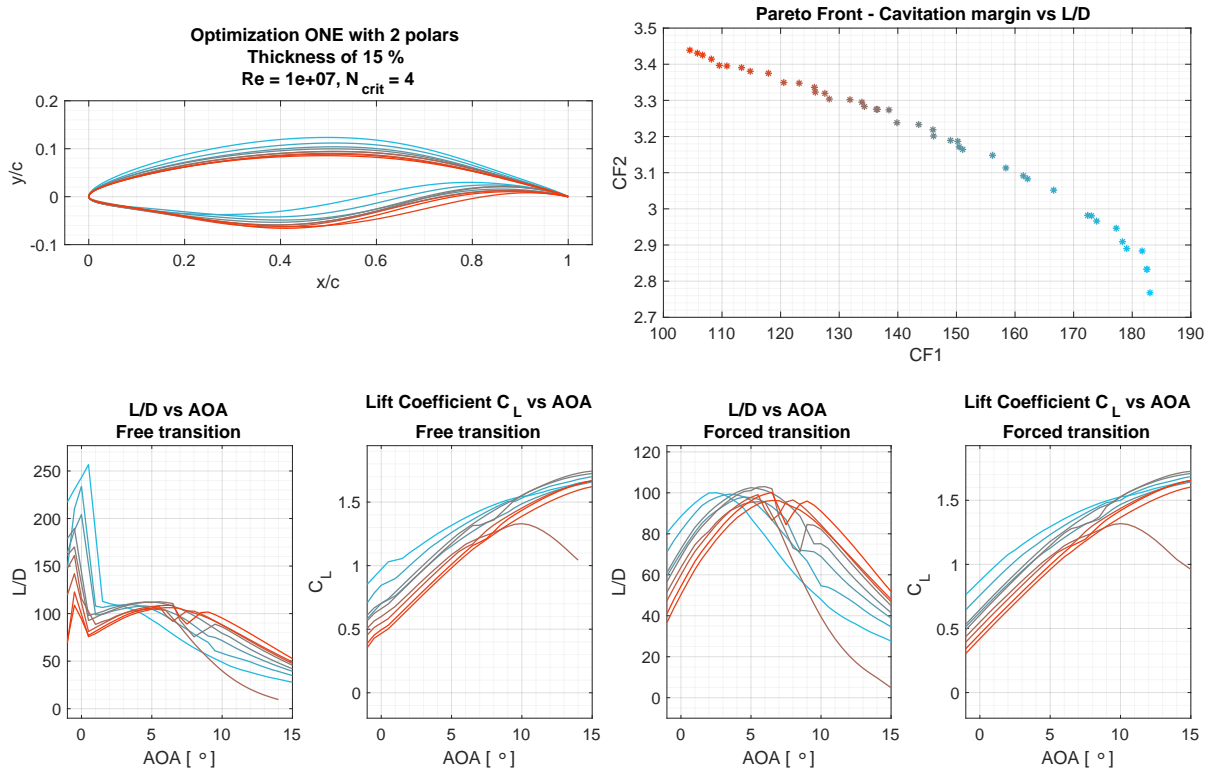 Optimization ONE with 2 polars
Thickness of 15 %
Re = 1e+07, N_crit = 4
0.2
0.1
0
-0.1
y/c
0 0.2 0.4 0.6 0.8 1
x/c
Pareto Front - Cavitation margin vs L/D
3.5
3.4
3.3
3.2
3.1
3
2.9
2.8
2.7
CF2
100 110 120 130 140 150 160 170 180 190
CF1
L/D vs AOA
Free transition
250
200
150
100
50
0
L/D
0 5 10 15
AOA [ º]
Lift Coefficient C_L vs AOA
Free transition
1.5
1
0.5
0
C_L
0 5 10 15
AOA [ º]
L/D vs AOA
Forced transition
120
100
80
60
40
20
0
L/D
0 5 10 15
AOA [ º]
Lift Coefficient C_L vs AOA
Forced transition
1.5
1
0.5
0
C_L
0 5 10 15
AOA [ º]